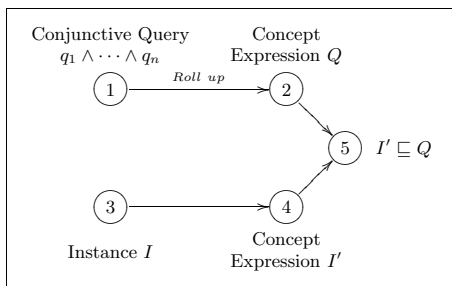 Conjunctive Query
q₁ ∧ ⋯ ∧ qₙ
Concept
Expression Q
Roll up
1
2
5
I′ ⊑ Q
3
4
Instance I
Concept
Expression I′